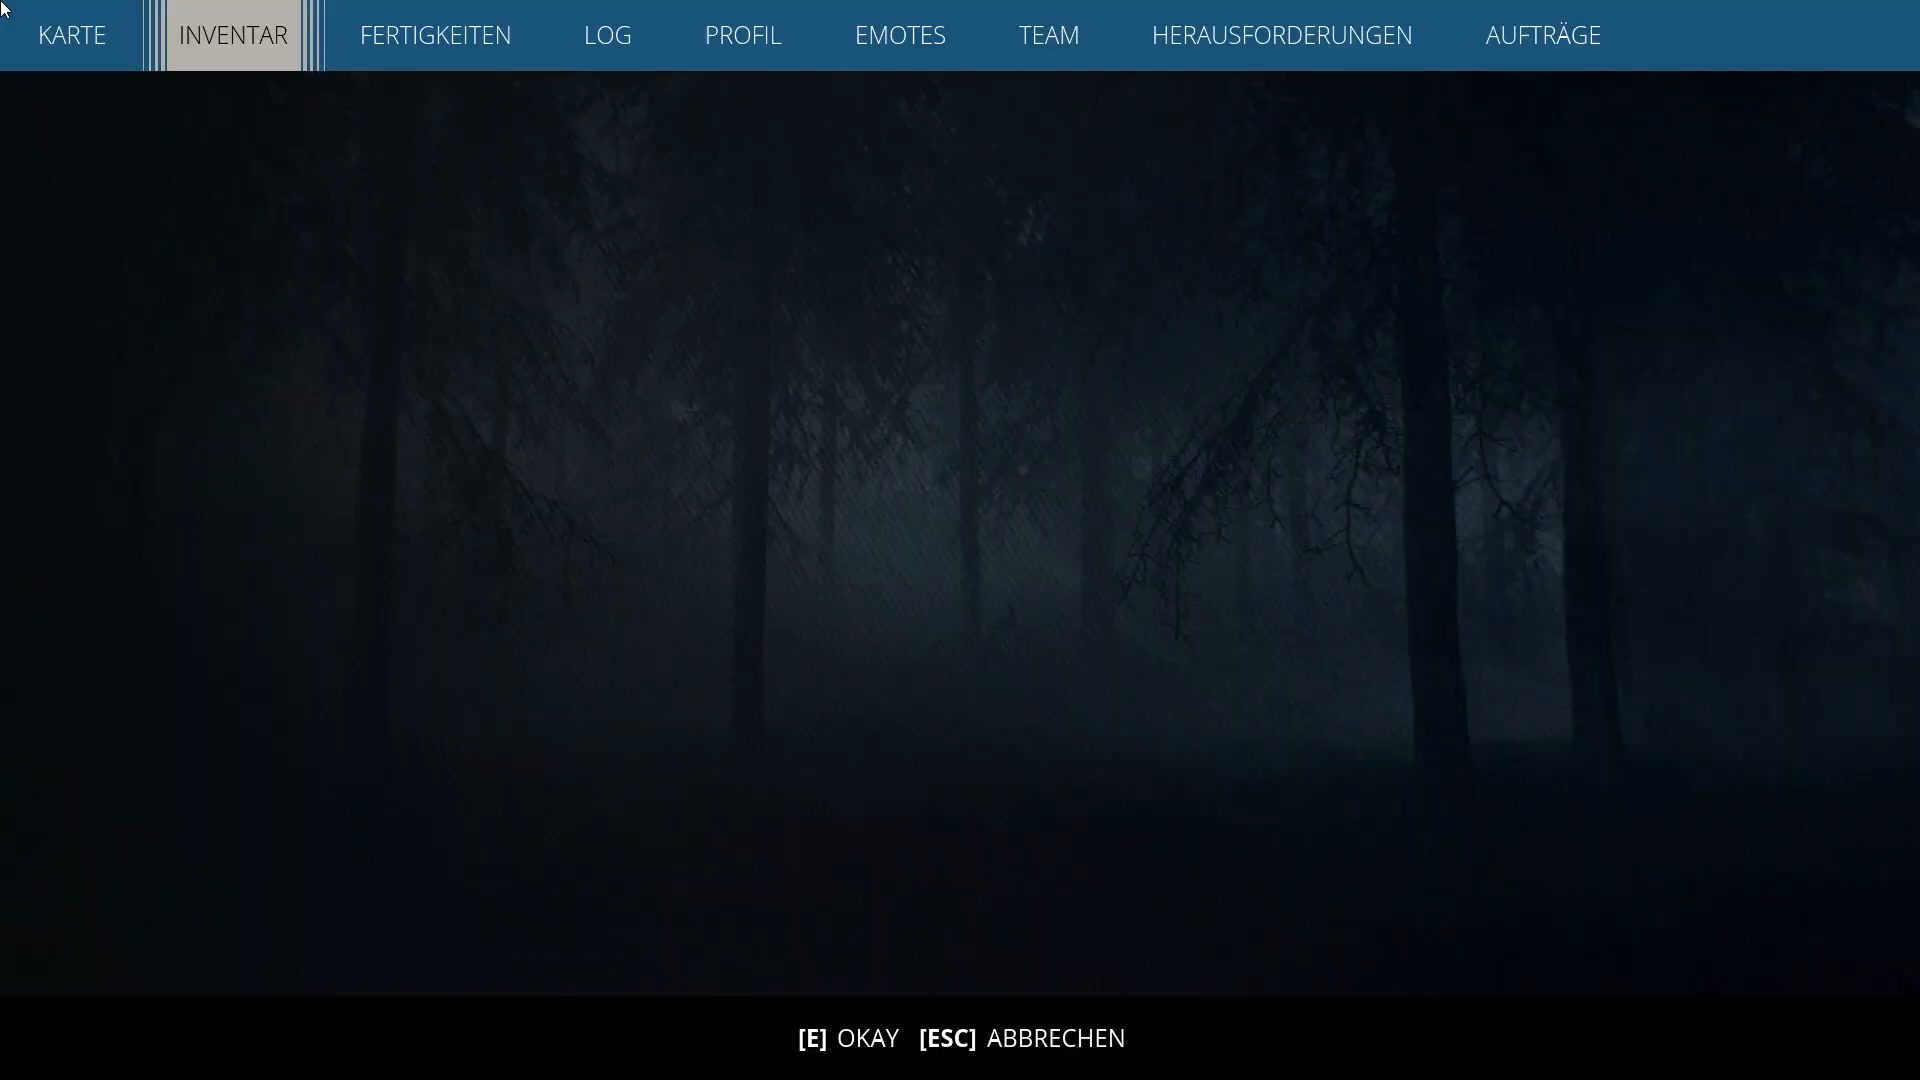 KARTE INVENTAR FERTIGKEITEN LOG PROFIL EMOTES TEAM HERAUSFORDERUNGEN AUFTRÄGE
[E] OKAY [ESC] ABBRECHEN